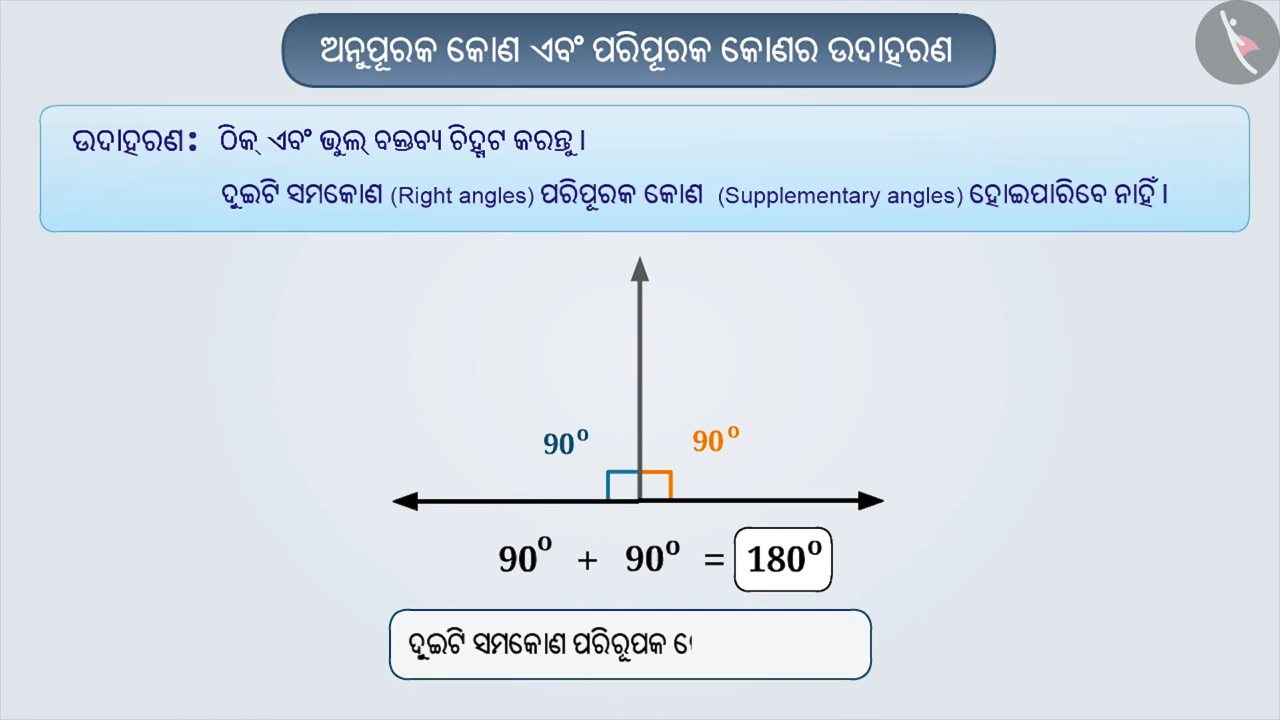 ଅନୁପୂରକ କୋଣ ଏବଂ ପରିପୂରକ କୋଣର ଉଦାହରଣ
ଉଦାହରଣ: ଠିକ୍ ଏବଂ ଭୁଲ୍ ବକ୍ତବ୍ୟ ଚିହ୍ନଟ କରନ୍ତୁ।
ଦୁଇଟି ସମକୋଣ (Right angles) ପରିପୂରକ କୋଣ (Supplementary angles) ହୋଇପାରିବେ ନାହିଁ।
90° 90°
90° + 90° = 180°
ଦୁଇଟି ସମକୋଣ ପରିରୂପକ